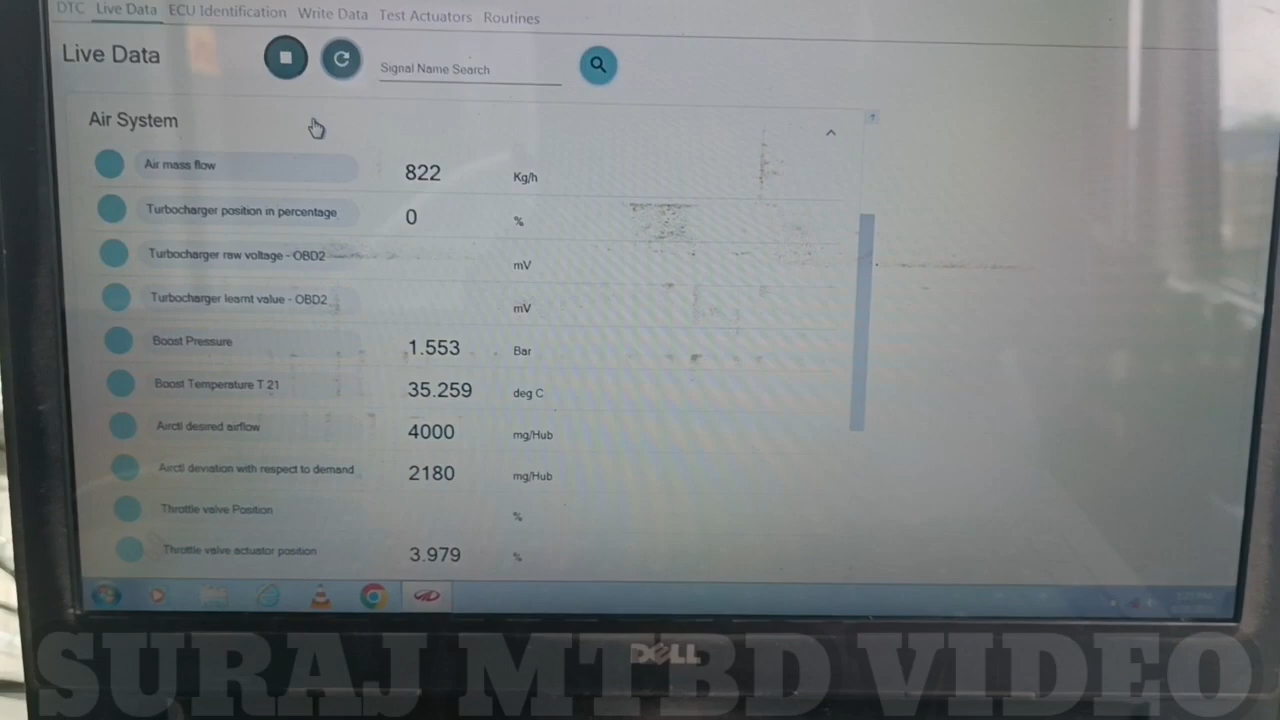 DTC Live Data ECU Identification Write Data Test Actuators Routines
Live Data
Signal Name Search
Air System
Air mass flow 822 Kg/h
Turbocharger position in percentage 0 %
Turbocharger raw voltage - OBD2 mV
Turbocharger learnt value - OBD2 mV
Boost Pressure 1.553 Bar
Boost Temperature T 21 35.259 deg C
Airctl desired airflow 4000 mg/Hub
Airctl deviation with respect to demand 2180 mg/Hub
Throttle valve Position %
Throttle valve actuator position 3.979 %
DELL
SURAJ MTBD VIDEO